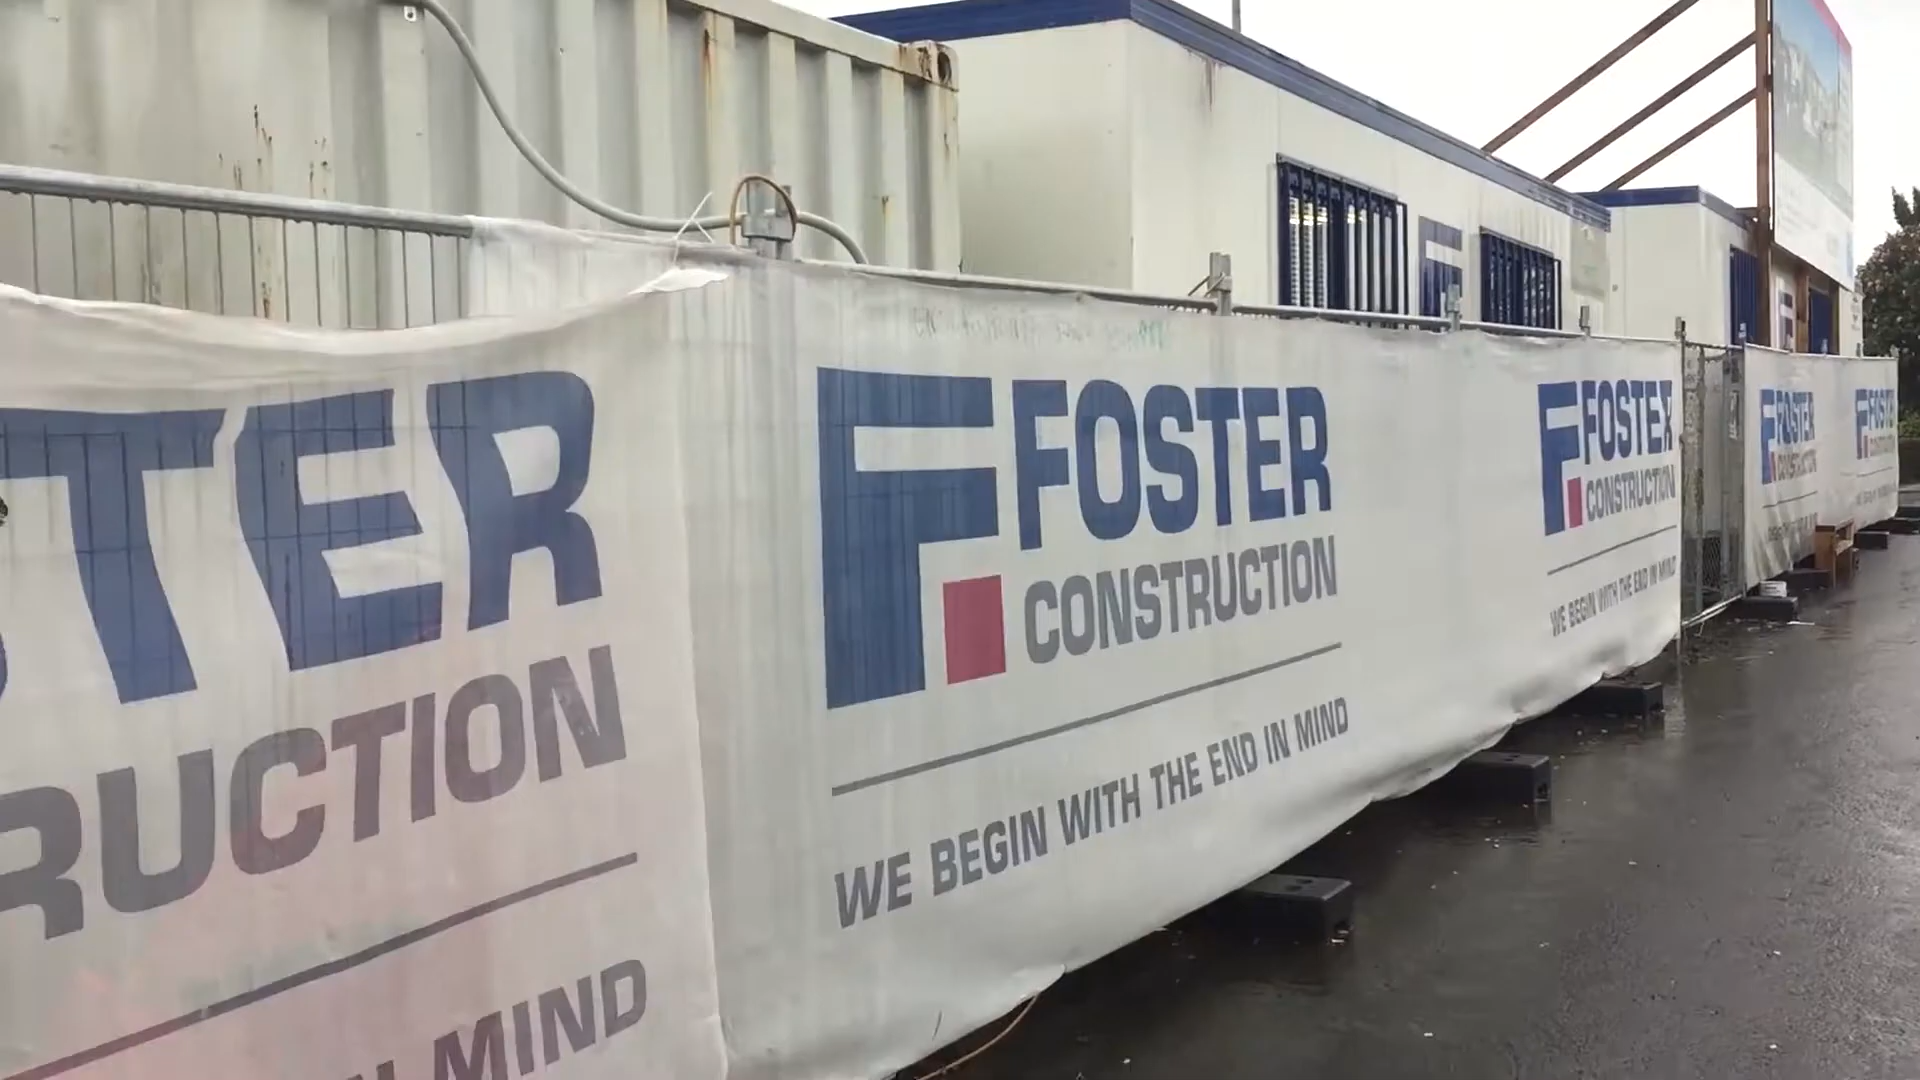 STER
RUCTION
N MIND
F FOSTER
CONSTRUCTION
WE BEGIN WITH THE END IN MIND
F FOSTER
CONSTRUCTION
WE BEGIN WITH THE END IN MIND
F FOSTER
CONSTRUCTION
F FOSTER
CONSTRUCTION
F
F